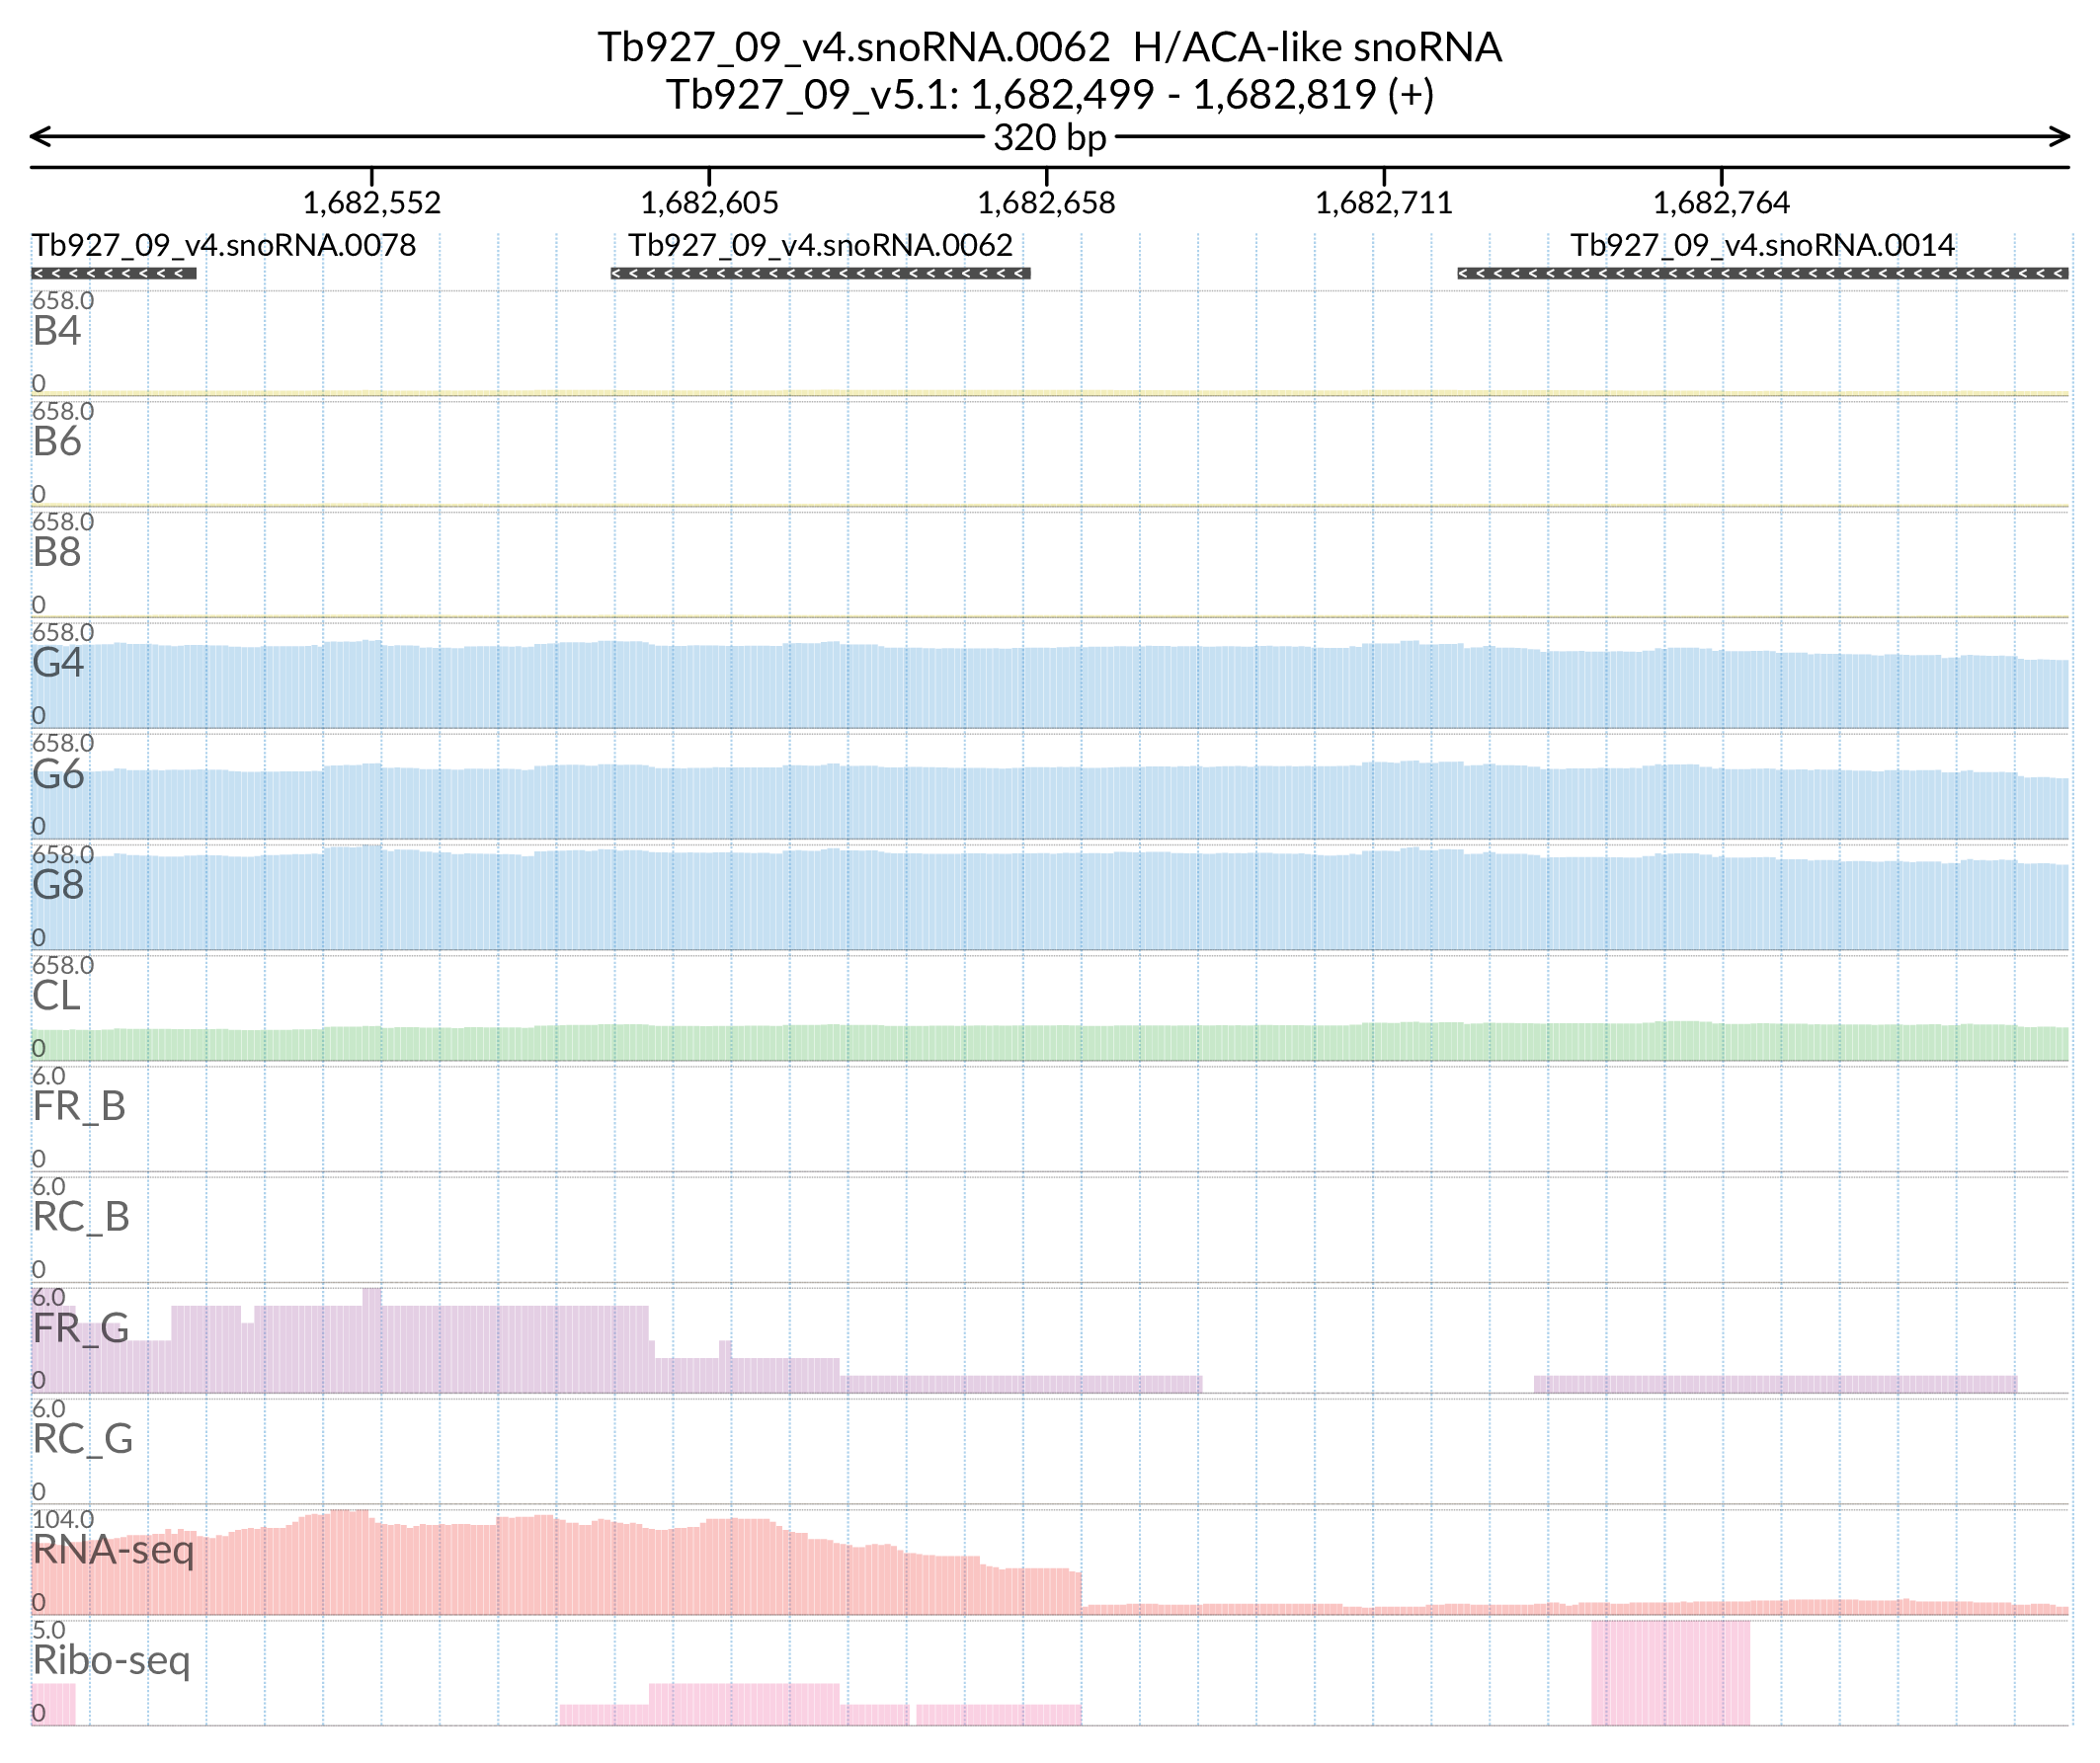 Tb927_09_v4.snoRNA.0062 H/ACA-like snoRNA
Tb927_09_v5.1: 1,682,499 - 1,682,819 (+)
320 bp
1,682,552 1,682,605 1,682,658 1,682,711 1,682,764
Tb927_09_v4.snoRNA.0078 Tb927_09_v4.snoRNA.0062 Tb927_09_v4.snoRNA.0014
658.0
B4
0
658.0
B6
0
658.0
B8
0
658.0
G4
0
658.0
G6
0
658.0
G8
0
658.0
CL
0
6.0
FR_B
0
6.0
RC_B
0
6.0
FR_G
0
6.0
RC_G
0
104.0
RNA-seq
0
5.0
Ribo-seq
0